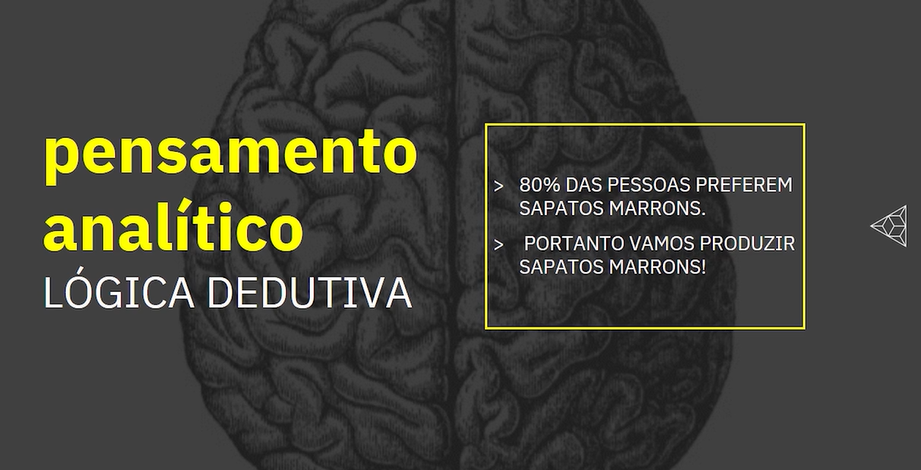 pensamento
analítico
LÓGICA DEDUTIVA
> 80% DAS PESSOAS PREFEREM
SAPATOS MARRONS.
> PORTANTO VAMOS PRODUZIR
SAPATOS MARRONS!